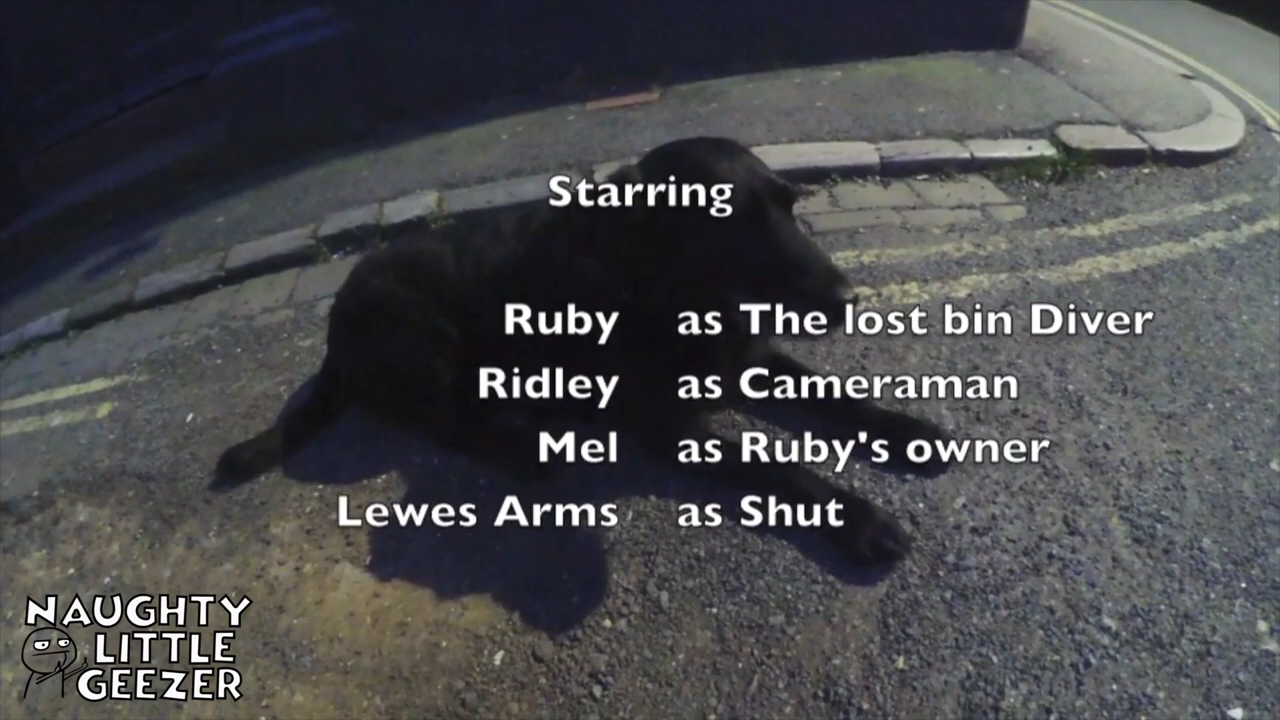 Starring
Ruby as The lost bin Diver
Ridley as Cameraman
Mel as Ruby's owner
Lewes Arms as Shut
NAUGHTY
LITTLE
GEEZER